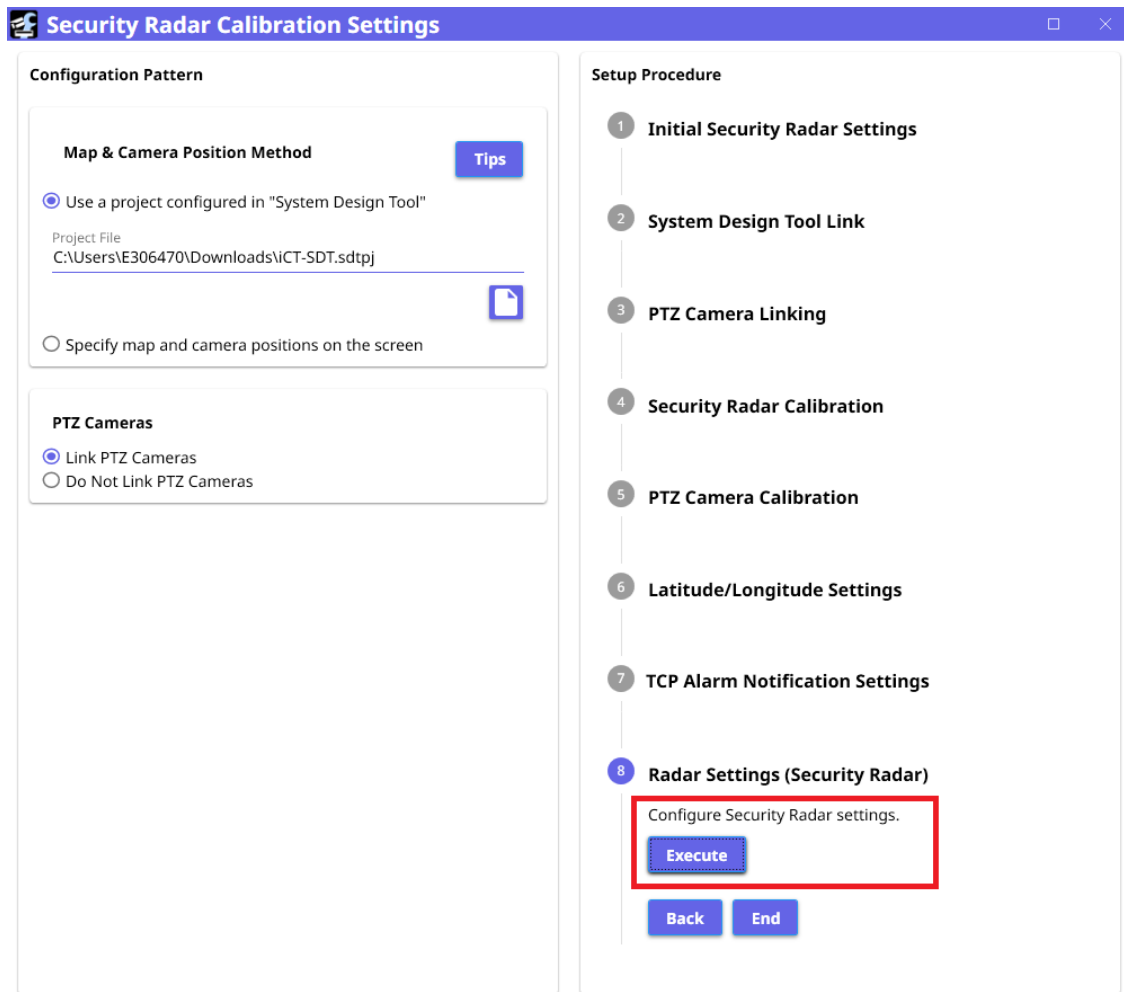 Security Radar Calibration Settings
Configuration Pattern
Map & Camera Position Method
Tips
Use a project configured in "System Design Tool"
Project File
C:\Users\E306470\Downloads\iCT-SDT.sdtpj
Specify map and camera positions on the screen
PTZ Cameras
Link PTZ Cameras
Do Not Link PTZ Cameras
Setup Procedure
1 Initial Security Radar Settings
2 System Design Tool Link
3 PTZ Camera Linking
4 Security Radar Calibration
5 PTZ Camera Calibration
6 Latitude/Longitude Settings
7 TCP Alarm Notification Settings
8 Radar Settings (Security Radar)
Configure Security Radar settings.
Execute
Back End